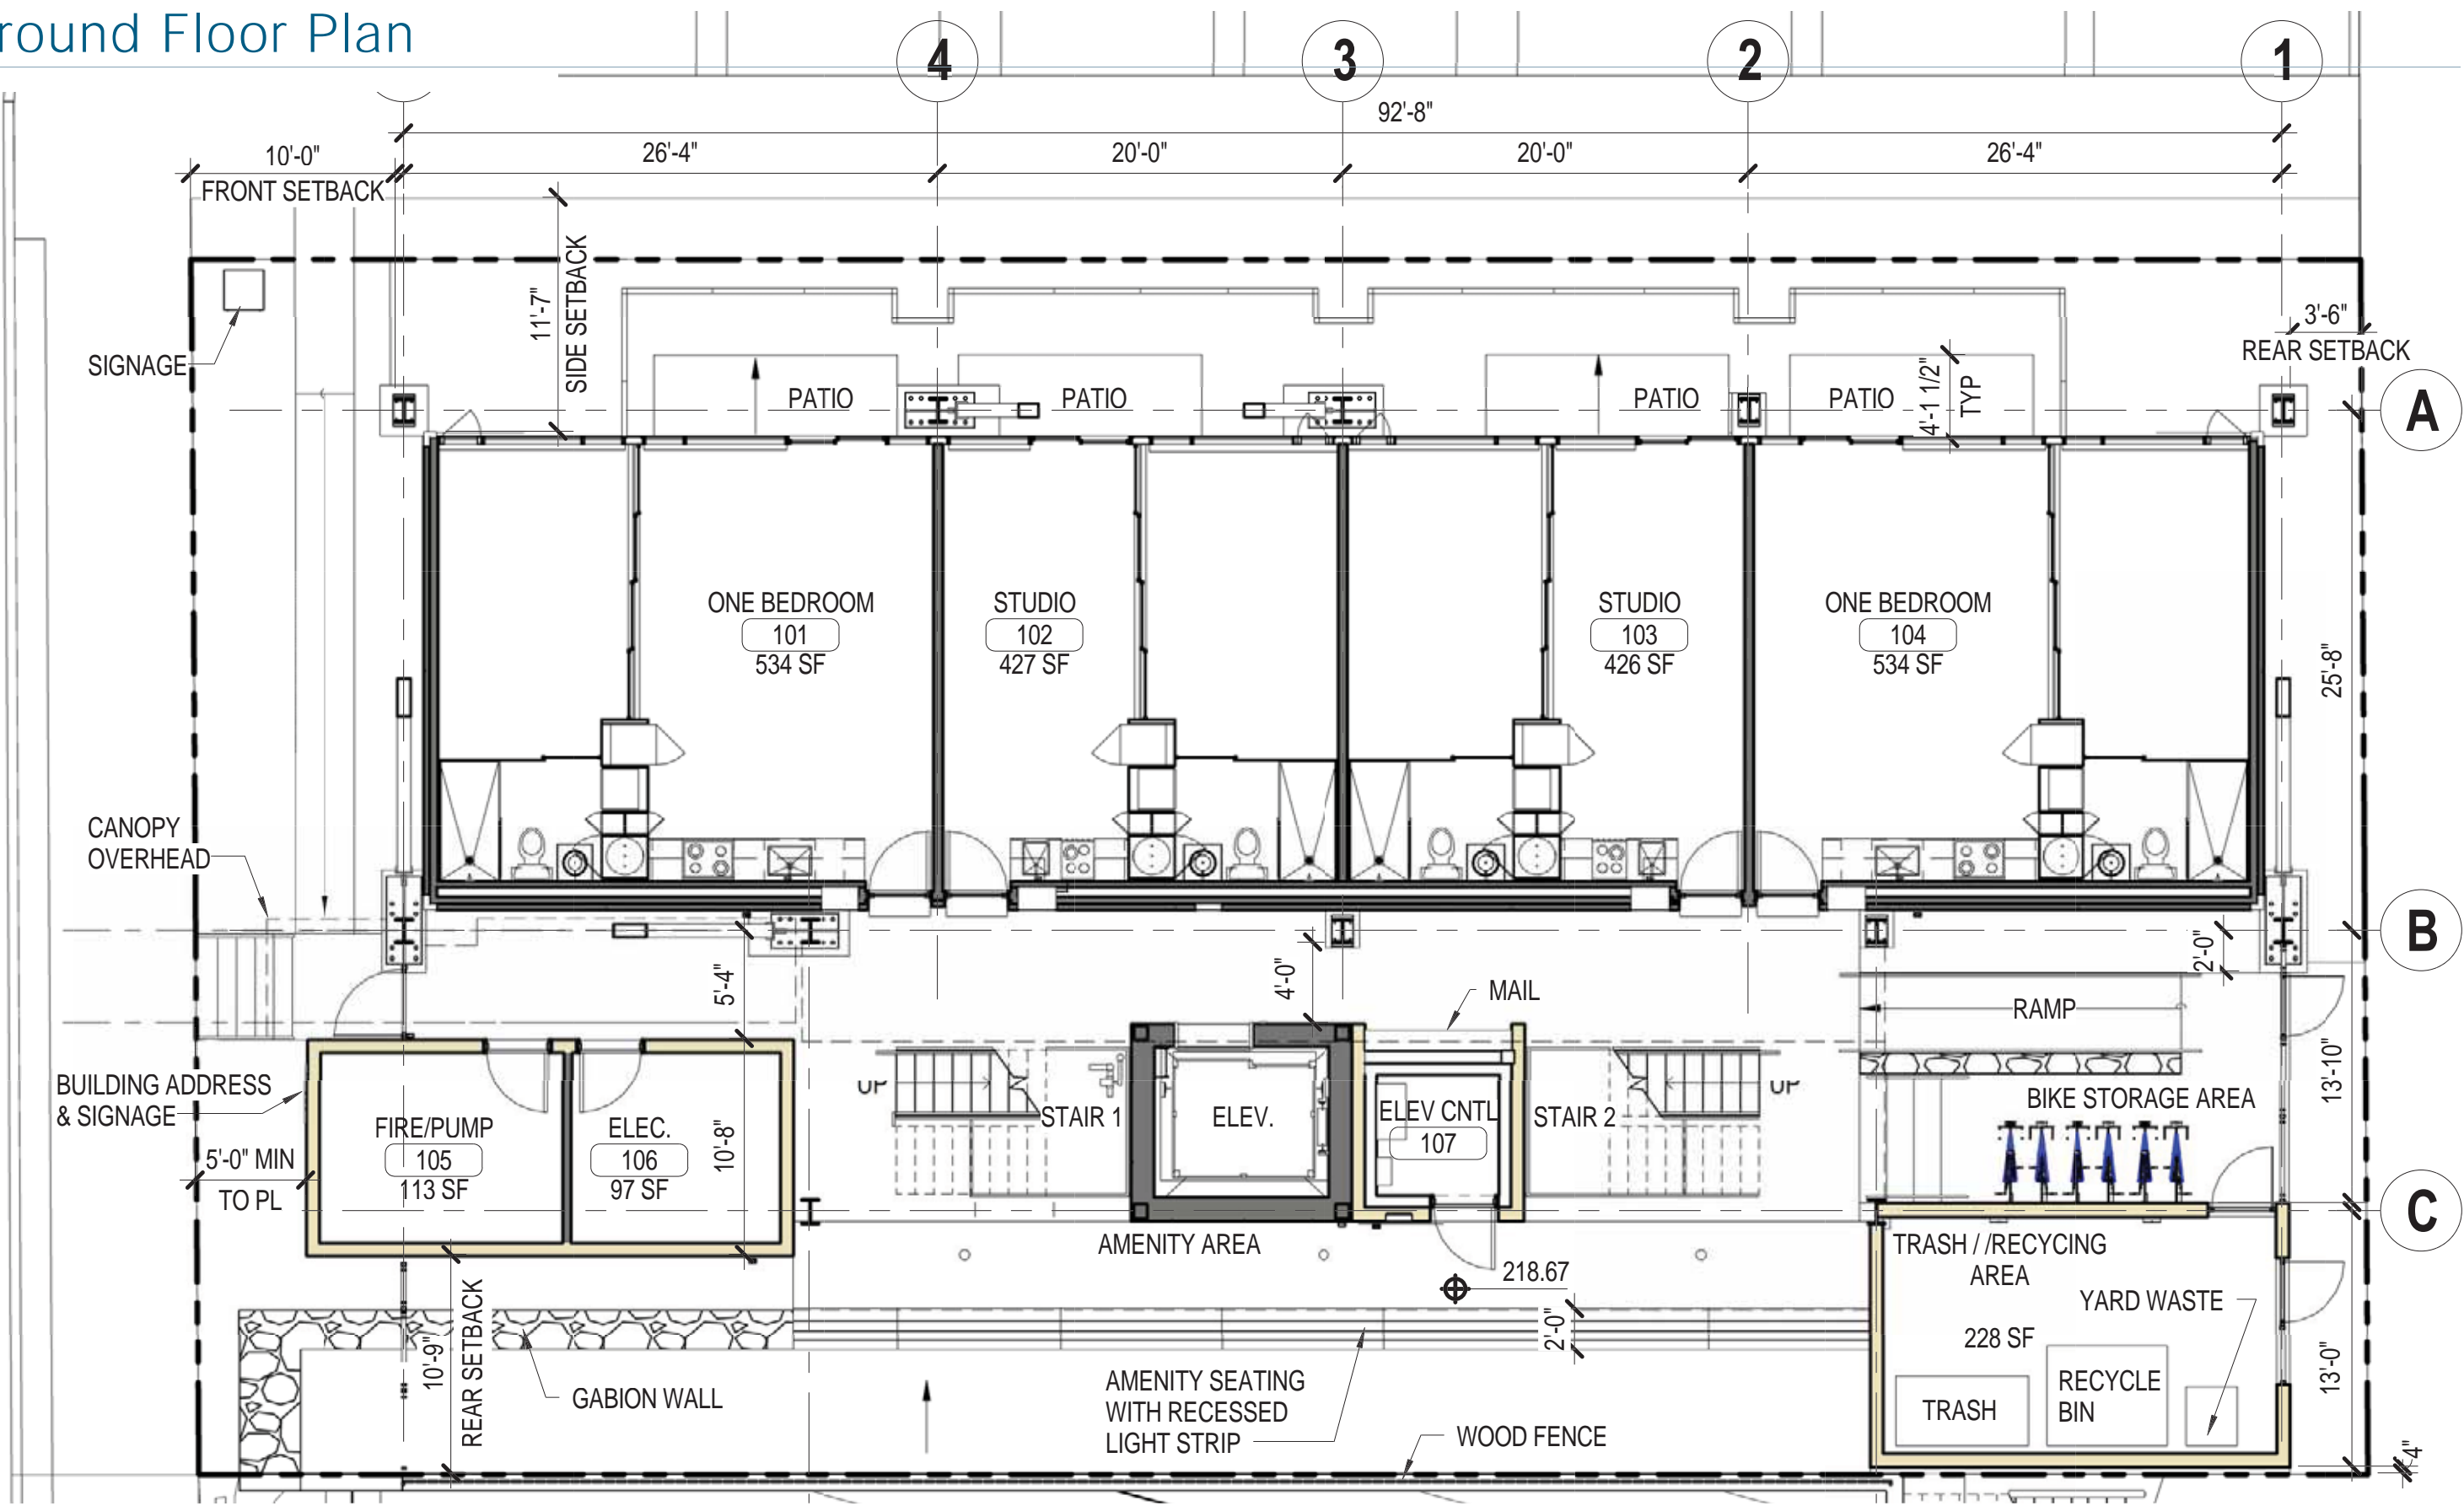 round Floor Plan
4
3
2
1
92'-8"
10'-0"
26'-4"
20'-0"
20'-0"
26'-4"
FRONT SETBACK
11'-7"
SIDE SETBACK
3'-6"
REAR SETBACK
SIGNAGE
PATIO
PATIO
PATIO
PATIO
4'-1 1/2"
TYP
A
ONE BEDROOM
101
534 SF
STUDIO
102
427 SF
STUDIO
103
426 SF
ONE BEDROOM
104
534 SF
25'-8"
CANOPY
OVERHEAD
B
5'-4"
4'-0"
2'-0"
MAIL
RAMP
BUILDING ADDRESS
& SIGNAGE
UP
STAIR 1
ELEV.
ELEV CNTL
107
STAIR 2
UP
BIKE STORAGE AREA
13'-10"
FIRE/PUMP
105
113 SF
ELEC.
106
97 SF
10'-8"
5'-0" MIN
TO PL
C
AMENITY AREA
218.67
TRASH / /RECYCING
AREA
YARD WASTE
228 SF
2'-0"
10'-9"
REAR SETBACK
GABION WALL
AMENITY SEATING
WITH RECESSED
LIGHT STRIP
WOOD FENCE
TRASH
RECYCLE
BIN
13'-0"
4"